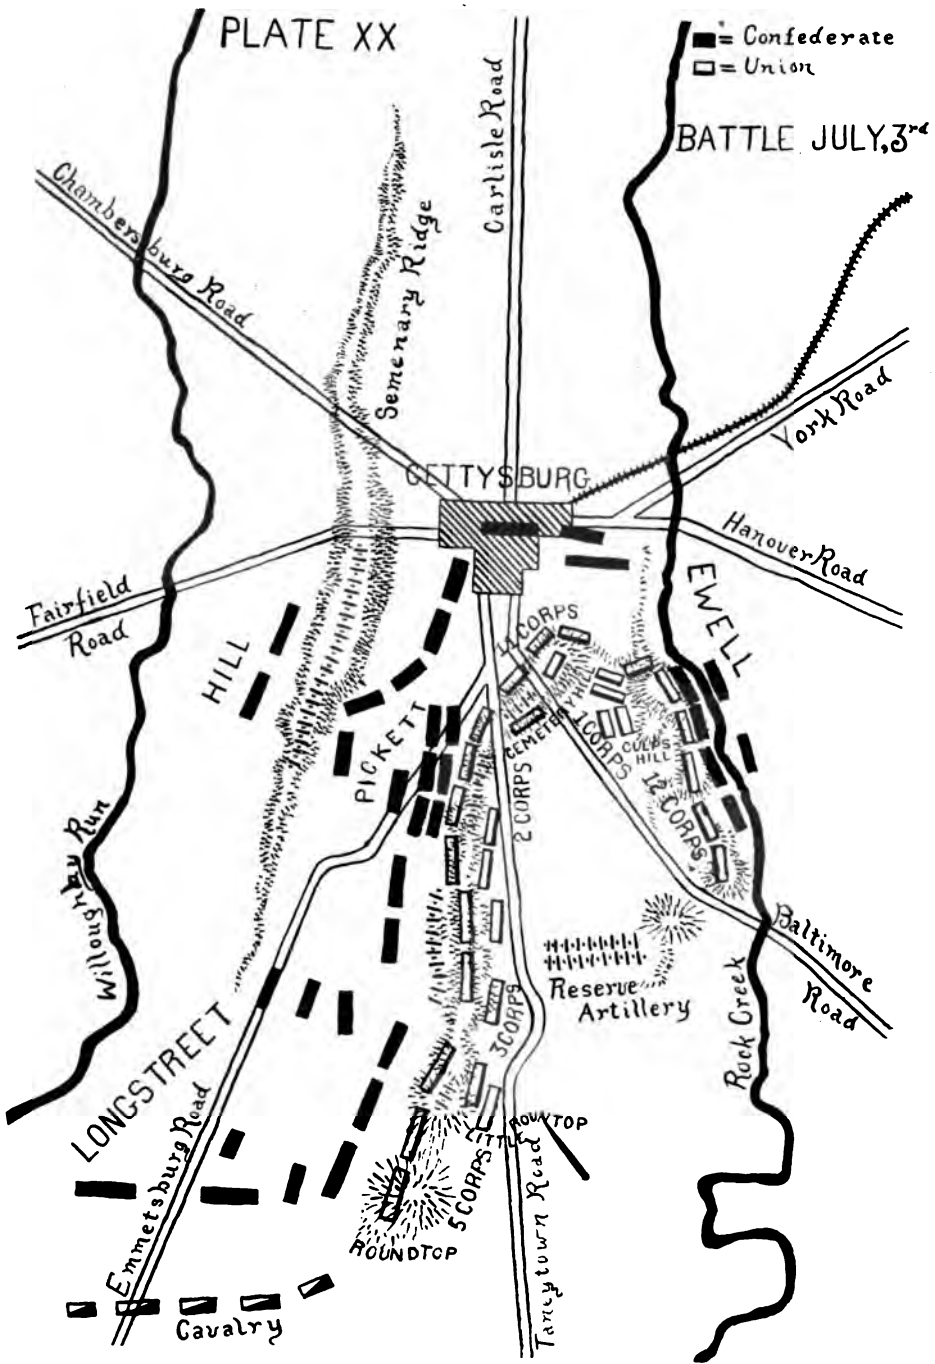 PLATE XX
= Confederate
= Union
BATTLE JULY, 3rd
Carlisle Road
Chambersburg Road
Semenary Ridge
York Road
GETTYSBURG
Hanover Road
Fairfield
Road
EWELL
HILL
11 CORPS
CEMETERY HILL
1 CORPS
CULPS
HILL
12 CORPS
PICKETT
2 CORPS
Willoughby Run
Baltimore
Road
Reserve
Artillery
3 CORPS
Rock Creek
LONGSTREET
Emmetsburg Road
LITTLE ROUNTOP
5 CORPS
ROUNDTOP
Taneytown Road
Cavalry